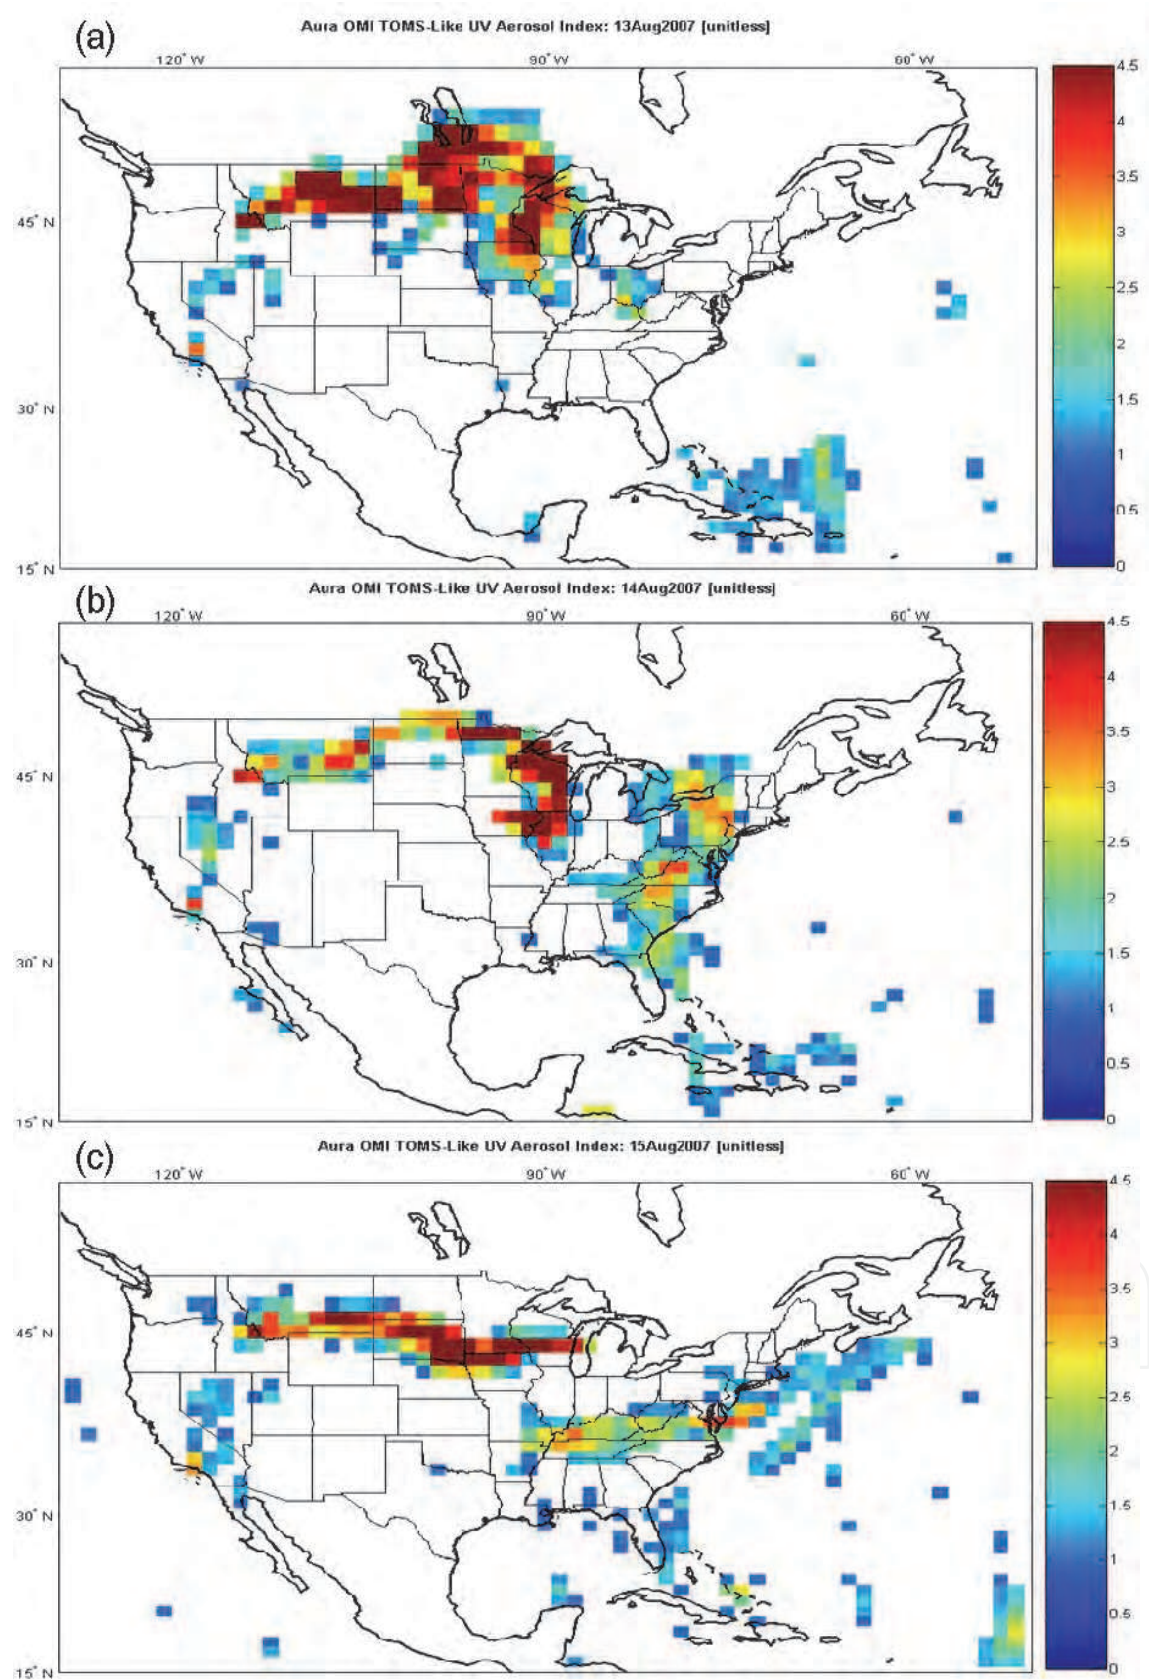 (a)
Aura OMI TOMS-Like UV Aerosol Index: 13Aug2007 [unitless]
120° W 90° W 60° W
4.5
4
3.5
3
2.5
2
1.5
1
0.5
0
45° N
30° N
15° N
(b)
Aura OMI TOMS-Like UV Aerosol Index: 14Aug2007 [unitless]
120° W 90° W 60° W
4.5
4
3.5
3
2.5
2
1.5
1
0.5
0
45° N
30° N
15° N
(c)
Aura OMI TOMS-Like UV Aerosol Index: 15Aug2007 [unitless]
120° W 90° W 60° W
4.5
4
3.5
3
2.5
2
1.5
1
0.5
0
45° N
30° N
15° N